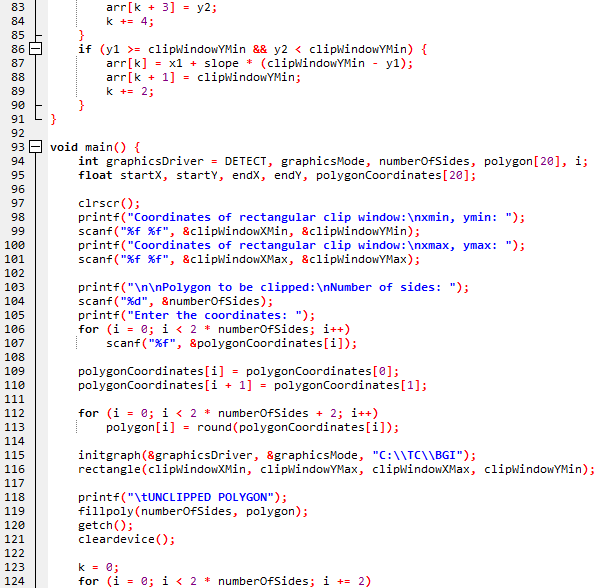 83 arr[k + 3] = y2;
84 k += 4;
85 }
86 if (y1 >= clipWindowYMin && y2 < clipWindowYMin) {
87 arr[k] = x1 + slope * (clipWindowYMin - y1);
88 arr[k + 1] = clipWindowYMin;
89 k += 2;
90 }
91 }
92
93 void main() {
94 int graphicsDriver = DETECT, graphicsMode, numberOfSides, polygon[20], i;
95 float startX, startY, endX, endY, polygonCoordinates[20];
96
97 clrscr();
98 printf("Coordinates of rectangular clip window:\nxmin, ymin: ");
99 scanf("%f %f", &clipWindowXMin, &clipWindowYMin);
100 printf("Coordinates of rectangular clip window:\nxmax, ymax: ");
101 scanf("%f %f", &clipWindowXMax, &clipWindowYMax);
102
103 printf("\n\nPolygon to be clipped:\nNumber of sides: ");
104 scanf("%d", &numberOfSides);
105 printf("Enter the coordinates: ");
106 for (i = 0; i < 2 * numberOfSides; i++)
107 scanf("%f", &polygonCoordinates[i]);
108
109 polygonCoordinates[i] = polygonCoordinates[0];
110 polygonCoordinates[i + 1] = polygonCoordinates[1];
111
112 for (i = 0; i < 2 * numberOfSides + 2; i++)
113 polygon[i] = round(polygonCoordinates[i]);
114
115 initgraph(&graphicsDriver, &graphicsMode, "C:\\TC\\BGI");
116 rectangle(clipWindowXMin, clipWindowYMax, clipWindowXMax, clipWindowYMin);
117
118 printf("\tUNCLIPPED POLYGON");
119 fillpoly(numberOfSides, polygon);
120 getch();
121 cleardevice();
122
123 k = 0;
124 for (i = 0; i < 2 * numberOfSides; i += 2)